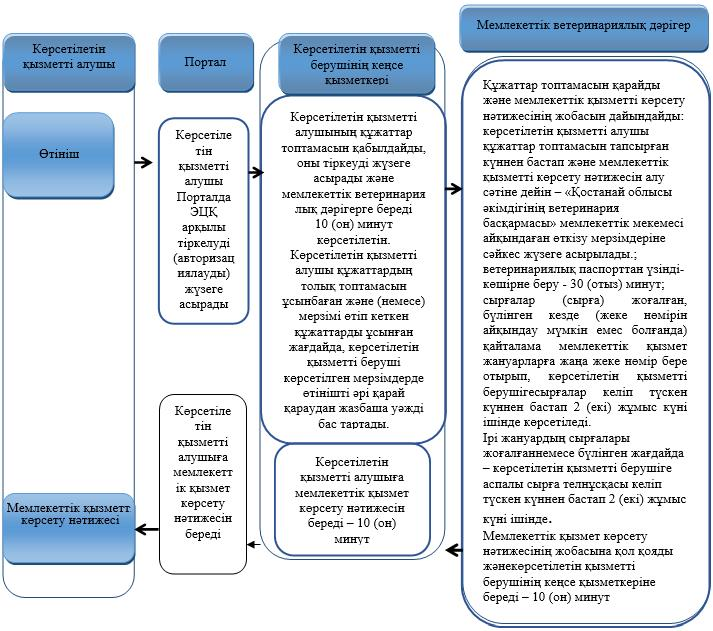 Көрсетілетін
қызметті алушы
Портал
Көрсетілетін қызметті
берушінің кеңсе
қызметкері
Мемлекеттік ветеринариялық дәрігер
Өтініш
Көрсетіле
тін
қызметті
алушы
Порталда
ЭЦҚ
арқылы
тіркелуді
(авторизац
иялауды)
жүзеге
асырады
Көрсетілетін қызметті
алушының құжаттар
топтамасын қабылдайды,
оны тіркеуді жүзеге
асырады және
мемлекеттік ветеринария
лық дәрігерге береді
10 (он) минут
көрсетілетін.
Көрсетілетін қызметті
алушы құжаттардың
толық топтамасын
ұсынбаған және (немесе)
мерзімі өтіп кеткен
құжаттарды ұсынған
жағдайда, көрсетілетін
қызметті беруші
көрсетілген мерзімдерде
өтінішті әрі қарай
қараудан жазбаша уәжді
бас тартады.
Құжаттар топтамасын қарайды
және мемлекеттік қызметті көрсету
нәтижесінің жобасын дайындайды:
көрсетілетін қызметті алушы
құжаттар топтамасын тапсырған
күннен бастап және мемлекеттік
қызметті көрсету нәтижесін алу
сәтіне дейін – «Қостанай облысы
әкімдігінің ветеринария
басқармасы» мемлекеттік мекемесі
айқындаған өткізу мерзімдеріне
сәйкес жүзеге асырылады.;
ветеринариялық паспорттан үзінді-
көшірме беру - 30 (отыз) минут;
сырғалар (сырға) жоғалған,
бүлінген кезде (жеке нөмірін
айқындау мүмкін емес болғанда)
қайталама мемлекеттік қызмет
жануарларға жаңа жеке нөмір бере
отырып, көрсетілетін қызметті
берушігесырғалар келіп түскен
күннен бастап 2 (екі) жұмыс күні
ішінде көрсетіледі.
Ірі жануардың сырғалары
жоғалғаннемесе бүлінген жағдайда
– көрсетілетін қызметті берушіге
аспалы сырға телнұсқасы келіп
түскен күннен бастап 2 (екі) жұмыс
күні ішінде.
Мемлекеттік қызмет көрсету
нәтижесінің жобасына қол қояды
жәнекөрсетілетін қызметті
берушінің кеңсе қызметкеріне
береді – 10 (он) минут
Көрсетілетін
қызметті алушыға
мемлекеттік қызмет
көрсету нәтижесін
береді – 10 (он)
минут
Көрсетіле
тін
қызметті
алушыға
мемлекетт
ік қызмет
көрсету
нәтижесін
береді
Мемлекеттік қызметт
көрсету нәтижесі